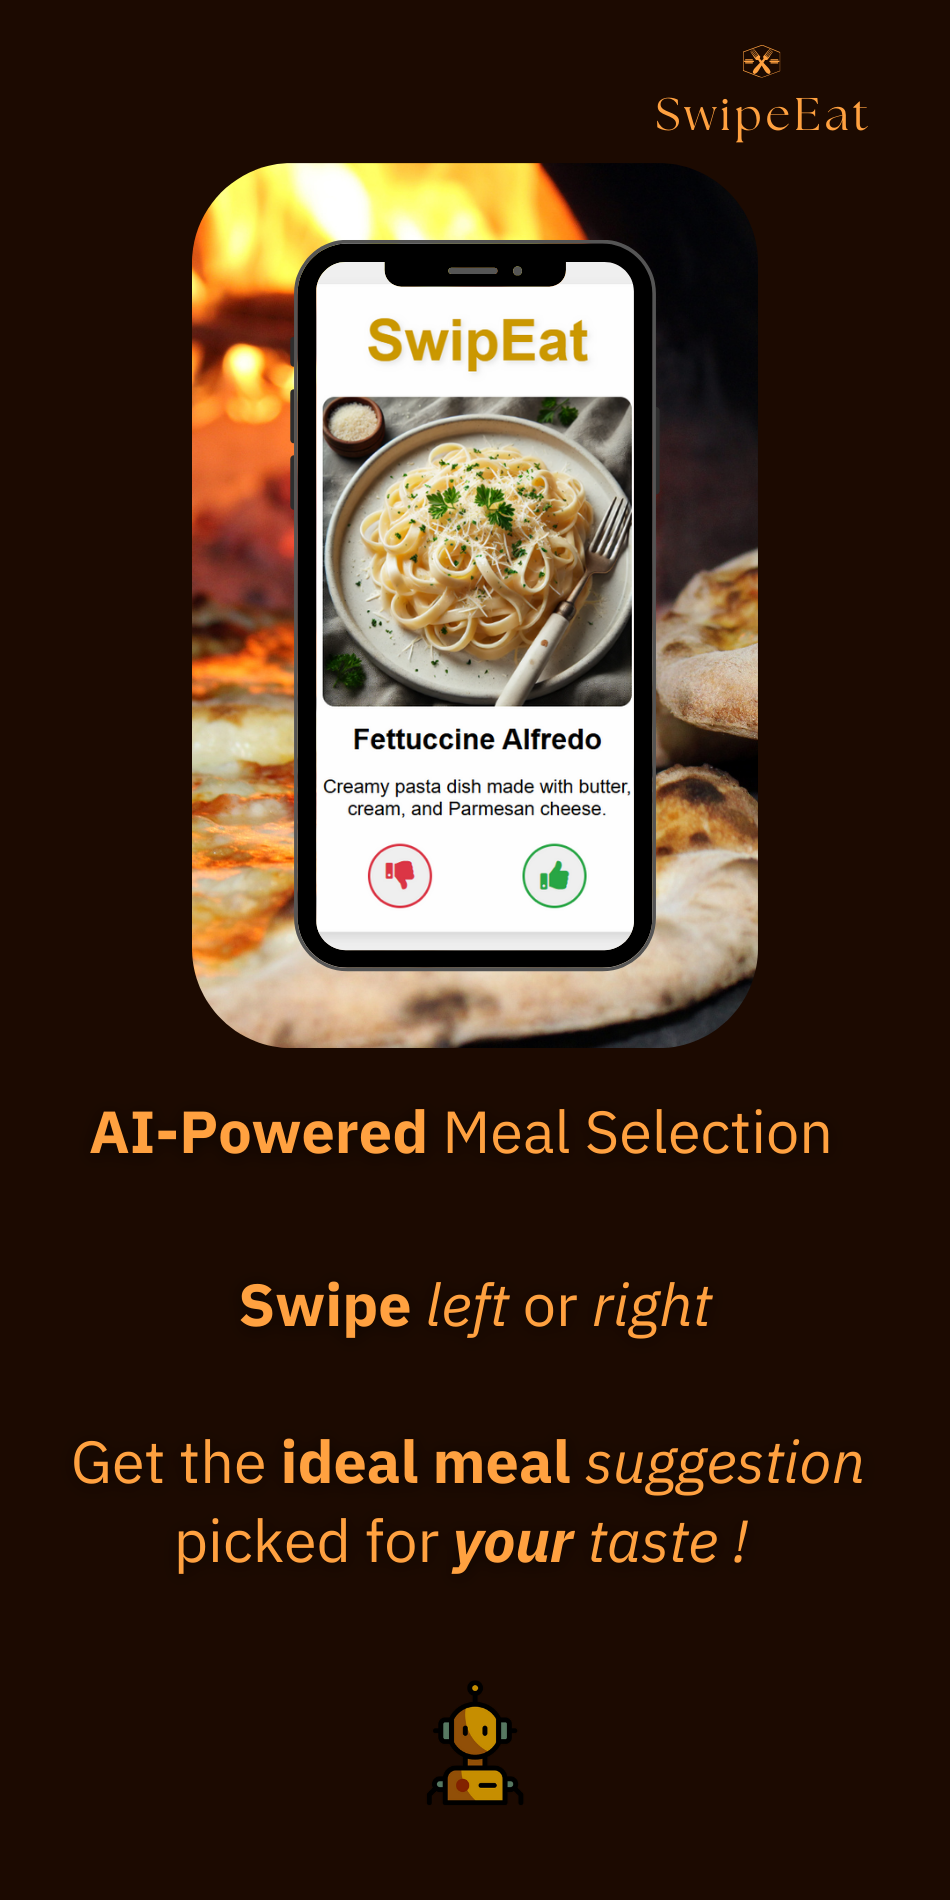 SwipeEat
SwipEat
Fettuccine Alfredo
Creamy pasta dish made with butter,
cream, and Parmesan cheese.
AI-Powered Meal Selection
Swipe left or right
Get the ideal meal suggestion
picked for your taste !